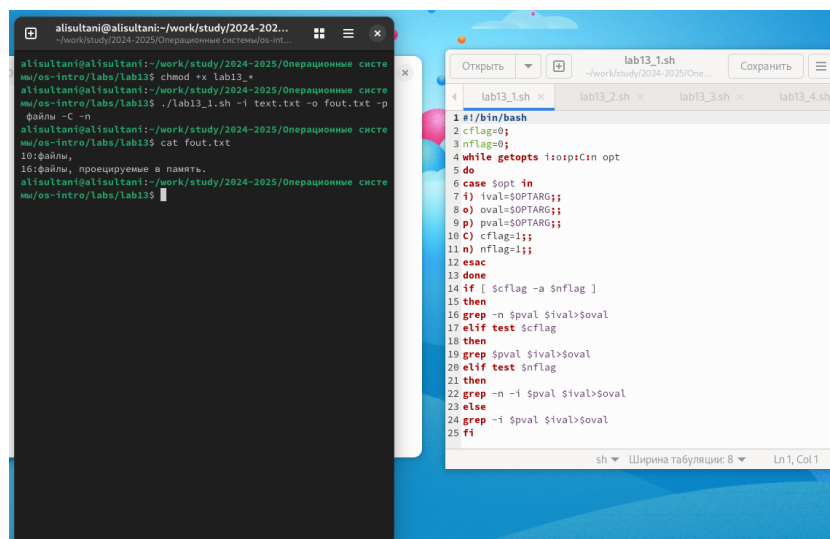 alisultani@alisultani:~/work/study/2024-202...
~/work/study/2024-2025/Операционные системы/os-int...
alisultani@alisultani:~/work/study/2024-2025/Операционные систе
мы/os-intro/labs/lab13$ chmod +x lab13_*
alisultani@alisultani:~/work/study/2024-2025/Операционные систе
мы/os-intro/labs/lab13$ ./lab13_1.sh -i text.txt -o fout.txt -p
файлы -C -n
alisultani@alisultani:~/work/study/2024-2025/Операционные систе
мы/os-intro/labs/lab13$ cat fout.txt
10:файлы,
16:файлы, проецируемые в память.
alisultani@alisultani:~/work/study/2024-2025/Операционные систе
мы/os-intro/labs/lab13$
Открыть
lab13_1.sh
~/work/study/2024-2025/Опе...
Сохранить
lab13_1.sh × lab13_2.sh × lab13_3.sh × lab13_4.sh
1 #!/bin/bash
2 cflag=0;
3 nflag=0;
4 while getopts i:o:p:C:n opt
5 do
6 case $opt in
7 i) ival=$OPTARG;;
8 o) oval=$OPTARG;;
9 p) pval=$OPTARG;;
10 C) cflag=1;;
11 n) nflag=1;;
12 esac
13 done
14 if [ $cflag -a $nflag ]
15 then
16 grep -n $pval $ival>$oval
17 elif test $cflag
18 then
19 grep $pval $ival>$oval
20 elif test $nflag
21 then
22 grep -n -i $pval $ival>$oval
23 else
24 grep -i $pval $ival>$oval
25 fi
sh Ширина табуляции: 8 Ln 1, Col 1